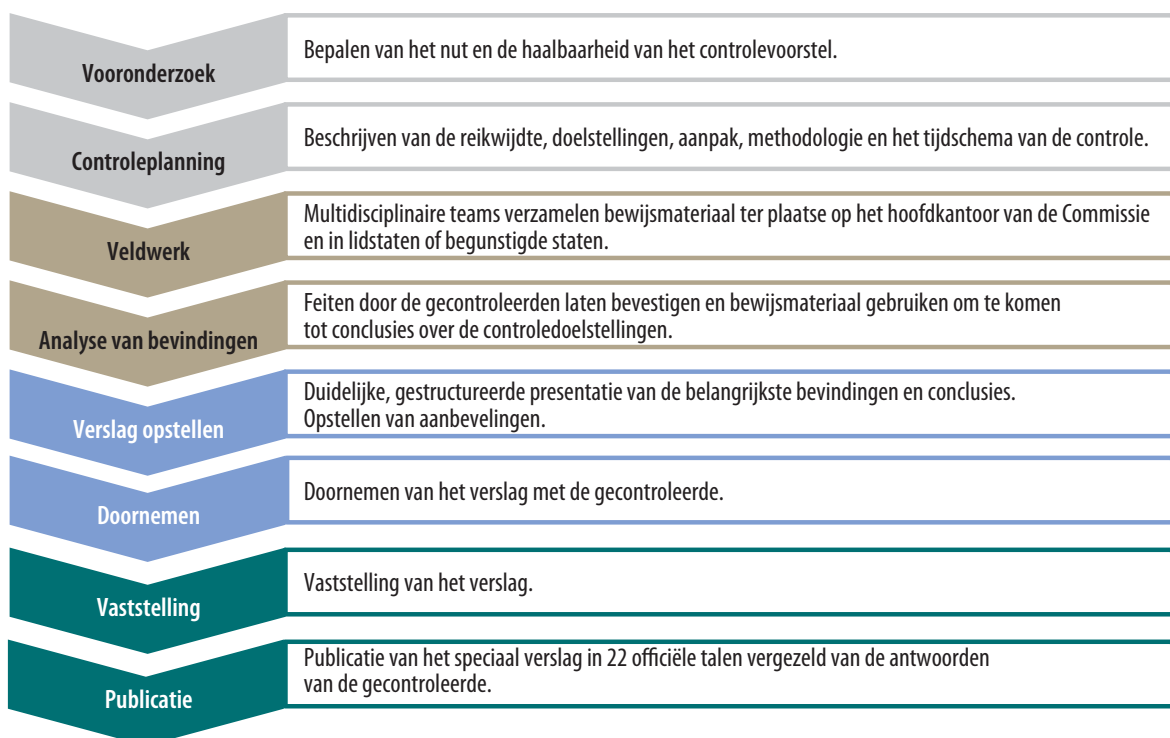 Vooronderzoek
Bepalen van het nut en de haalbaarheid van het controlevoorstel.
Controleplanning
Beschrijven van de reikwijdte, doelstellingen, aanpak, methodologie en het tijdschema van de controle.
Veldwerk
Multidisciplinaire teams verzamelen bewijsmateriaal ter plaatse op het hoofdkantoor van de Commissie
en in lidstaten of begunstigde staten.
Analyse van bevindingen
Feiten door de gecontroleerden laten bevestigen en bewijsmateriaal gebruiken om te komen
tot conclusies over de controledoelstellingen.
Verslag opstellen
Duidelijke, gestructureerde presentatie van de belangrijkste bevindingen en conclusies.
Opstellen van aanbevelingen.
Doornemen
Doornemen van het verslag met de gecontroleerde.
Vaststelling
Vaststelling van het verslag.
Publicatie
Publicatie van het speciaal verslag in 22 officiële talen vergezeld van de antwoorden
van de gecontroleerde.